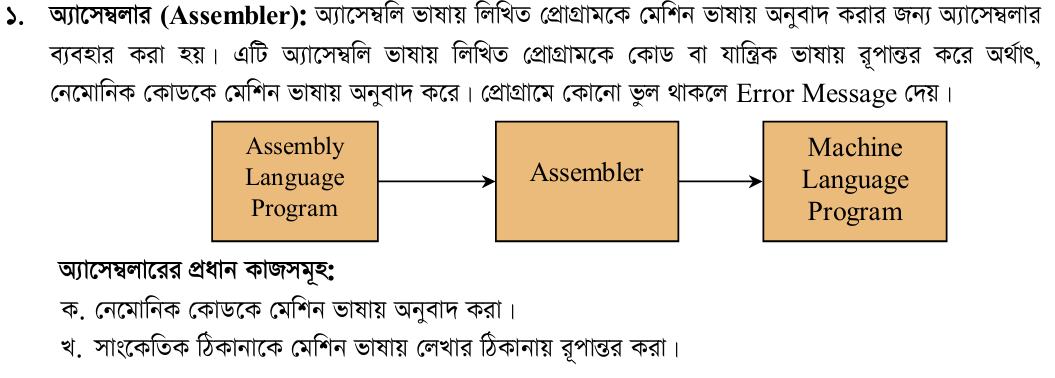 ১. অ্যাসেম্বলার (Assembler): অ্যাসেম্বলি ভাষায় লিখিত প্রোগ্রামকে মেশিন ভাষায় অনুবাদ করার জন্য অ্যাসেম্বলার
ব্যবহার করা হয়। এটি অ্যাসেম্বলি ভাষায় লিখিত প্রোগ্রামকে কোড বা যান্ত্রিক ভাষায় রূপান্তর করে অর্থাৎ,
নেমোনিক কোডকে মেশিন ভাষায় অনুবাদ করে। প্রোগ্রামে কোনো ভুল থাকলে Error Message দেয়।
Assembly
Language
Program
Assembler
Machine
Language
Program
অ্যাসেম্বলারের প্রধান কাজসমূহ:
ক. নেমোনিক কোডকে মেশিন ভাষায় অনুবাদ করা।
খ. সাংকেতিক ঠিকানাকে মেশিন ভাষায় লেখার ঠিকানায় রূপান্তর করা।